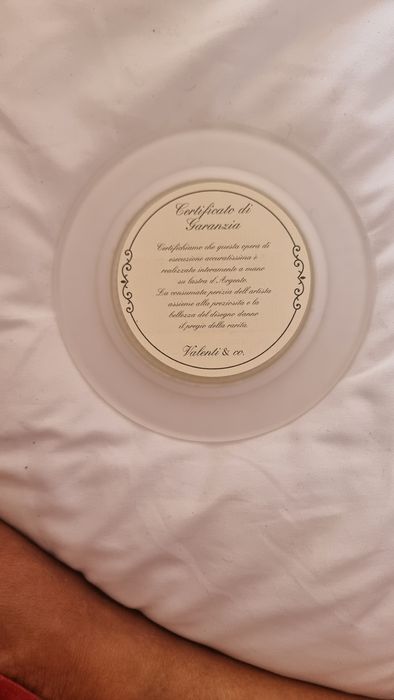 Certificato di
Garanzia
Certifichiamo che questa opera di
esecuzione accuratissima è
realizzata interamente a mano
su lastra d'Argento.
La consumata perizia dell'artista
assieme alla preziosità e la
bellezza del disegno danno
il pregio della rarità.
Valenti & co.